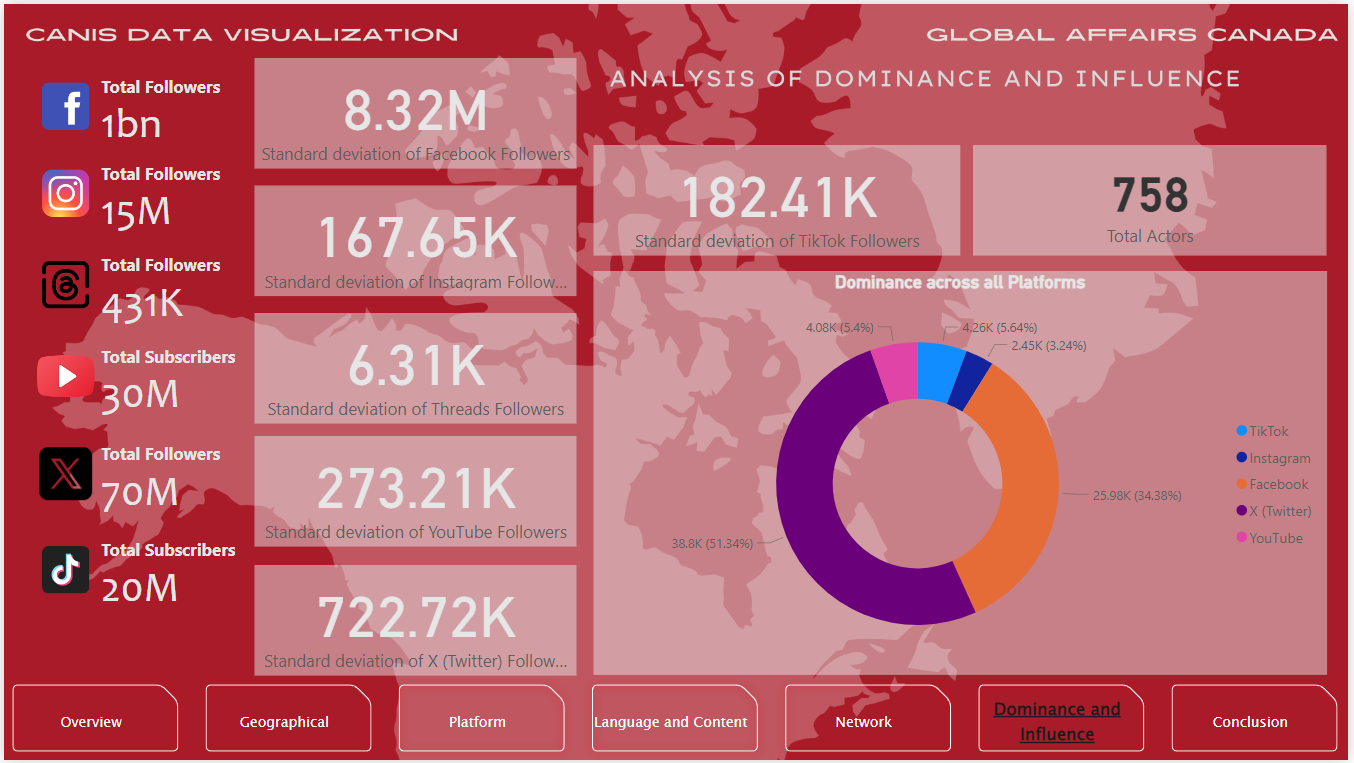 CANIS DATA VISUALIZATION
GLOBAL AFFAIRS CANADA
ANALYSIS OF DOMINANCE AND INFLUENCE
Total Followers
1bn
Total Followers
15M
Total Followers
431K
Total Subscribers
30M
Total Followers
70M
Total Subscribers
20M
8.32M
Standard deviation of Facebook Followers
167.65K
Standard deviation of Instagram Follow...
6.31K
Standard deviation of Threads Followers
273.21K
Standard deviation of YouTube Followers
722.72K
Standard deviation of X (Twitter) Follow...
182.41K
Standard deviation of TikTok Followers
758
Total Actors
Dominance across all Platforms
4.08K (5.4%)
4.26K (5.64%)
2.45K (3.24%)
25.98K (34.38%)
38.8K (51.34%)
TikTok
Instagram
Facebook
X (Twitter)
YouTube
Overview
Geographical
Platform
Language and Content
Network
Dominance and
Influence
Conclusion